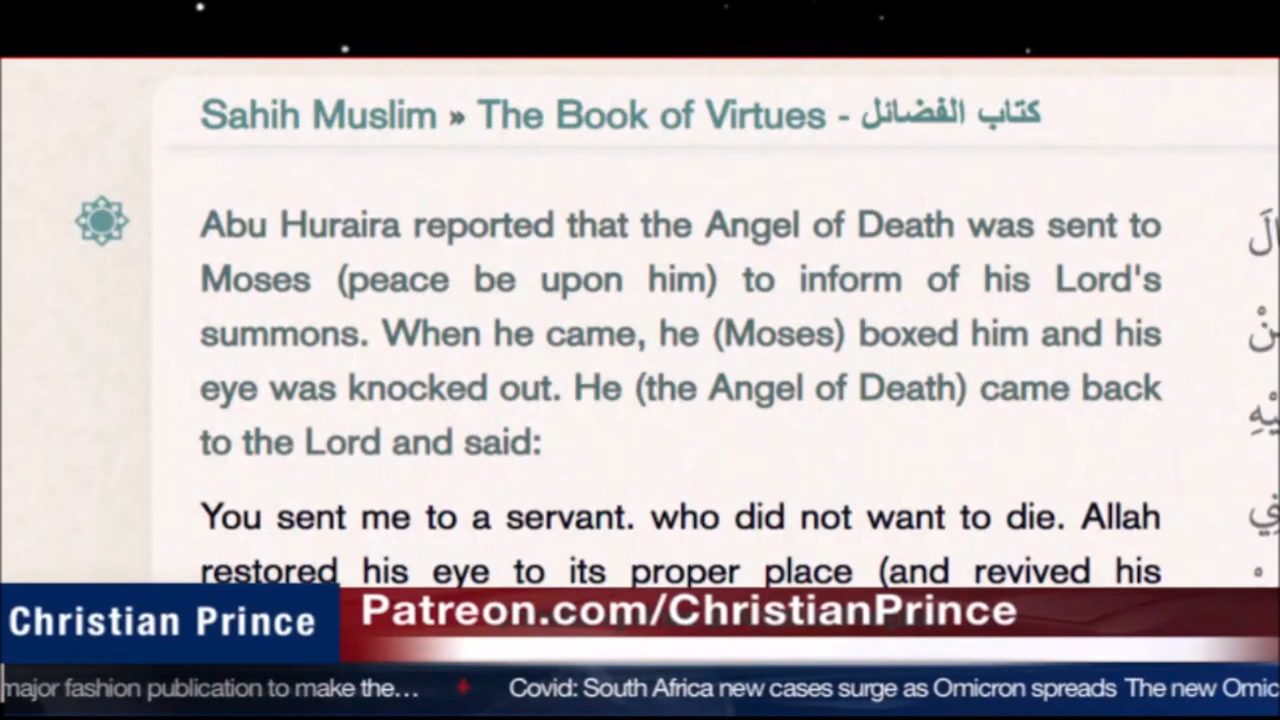 Sahih Muslim » The Book of Virtues - كتاب الفضائل
Abu Huraira reported that the Angel of Death was sent to
Moses (peace be upon him) to inform of his Lord's
summons. When he came, he (Moses) boxed him and his
eye was knocked out. He (the Angel of Death) came back
to the Lord and said:
You sent me to a servant. who did not want to die. Allah
restored his eye to its proper place (and revived his
Christian Prince
Patreon.com/ChristianPrince
major fashion publication to make the... ♦ Covid: South Africa new cases surge as Omicron spreads The new Omic